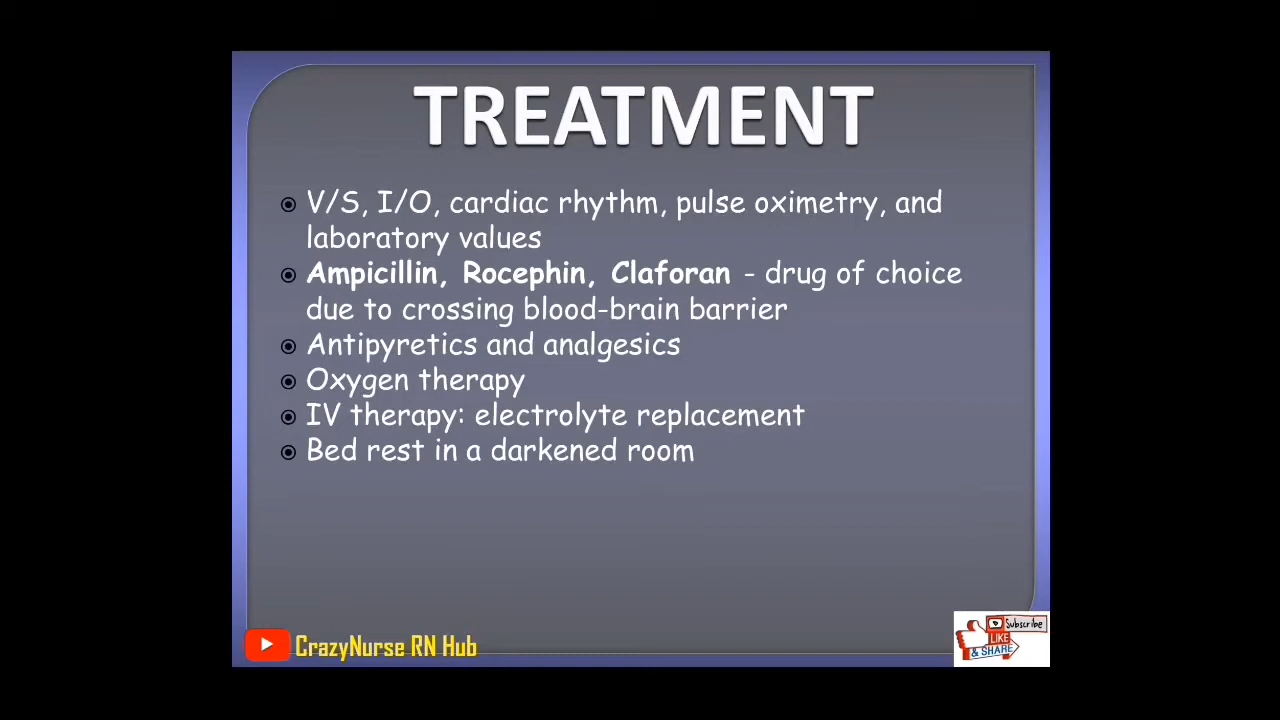 TREATMENT
V/S, I/O, cardiac rhythm, pulse oximetry, and
laboratory values
Ampicillin, Rocephin, Claforan - drug of choice
due to crossing blood-brain barrier
Antipyretics and analgesics
Oxygen therapy
IV therapy: electrolyte replacement
Bed rest in a darkened room
CrazyNurse RN Hub
Subscribe
LIKE
& SHARE